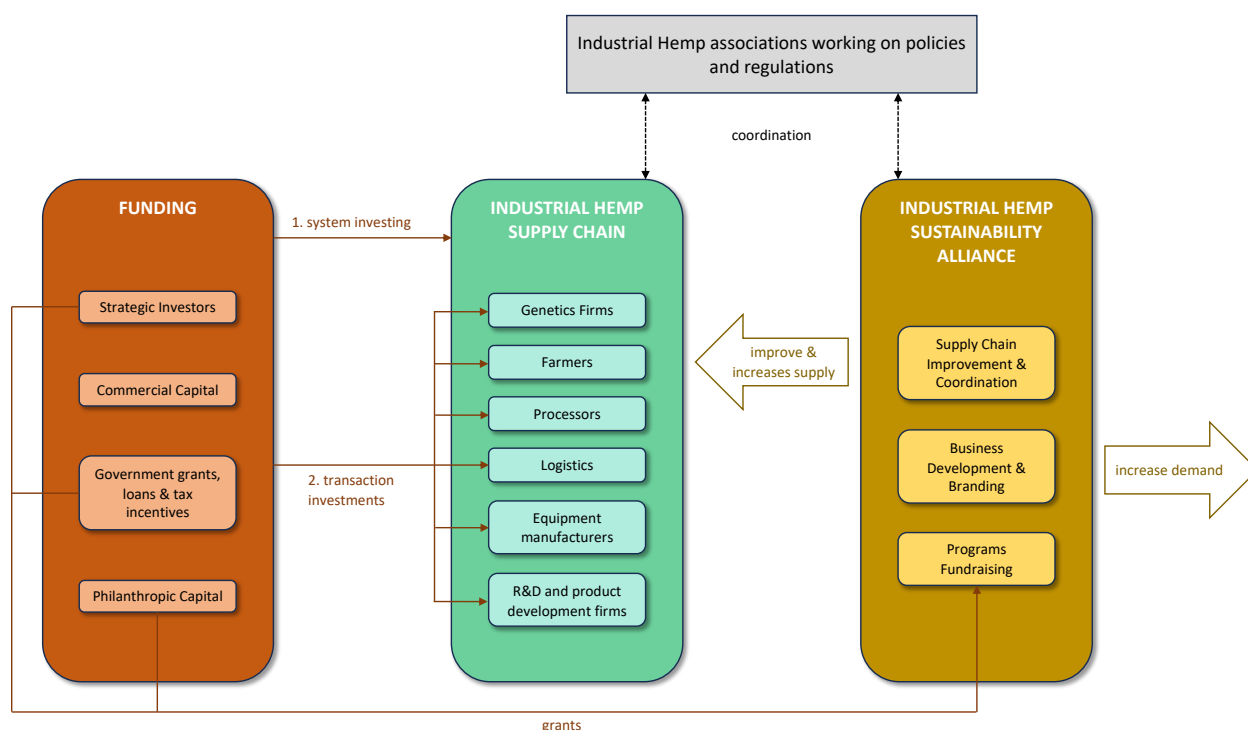 Industrial Hemp associations working on policies
and regulations
coordination
FUNDING
Strategic Investors
Commercial Capital
Government grants,
loans & tax
incentives
Philanthropic Capital
1. system investing
2. transaction
investments
INDUSTRIAL HEMP
SUPPLY CHAIN
Genetics Firms
Farmers
Processors
Logistics
Equipment
manufacturers
R&D and product
development firms
improve &
increases supply
INDUSTRIAL HEMP
SUSTAINABILITY
ALLIANCE
Supply Chain
Improvement &
Coordination
Business
Development &
Branding
Programs
Fundraising
increase demand
grants